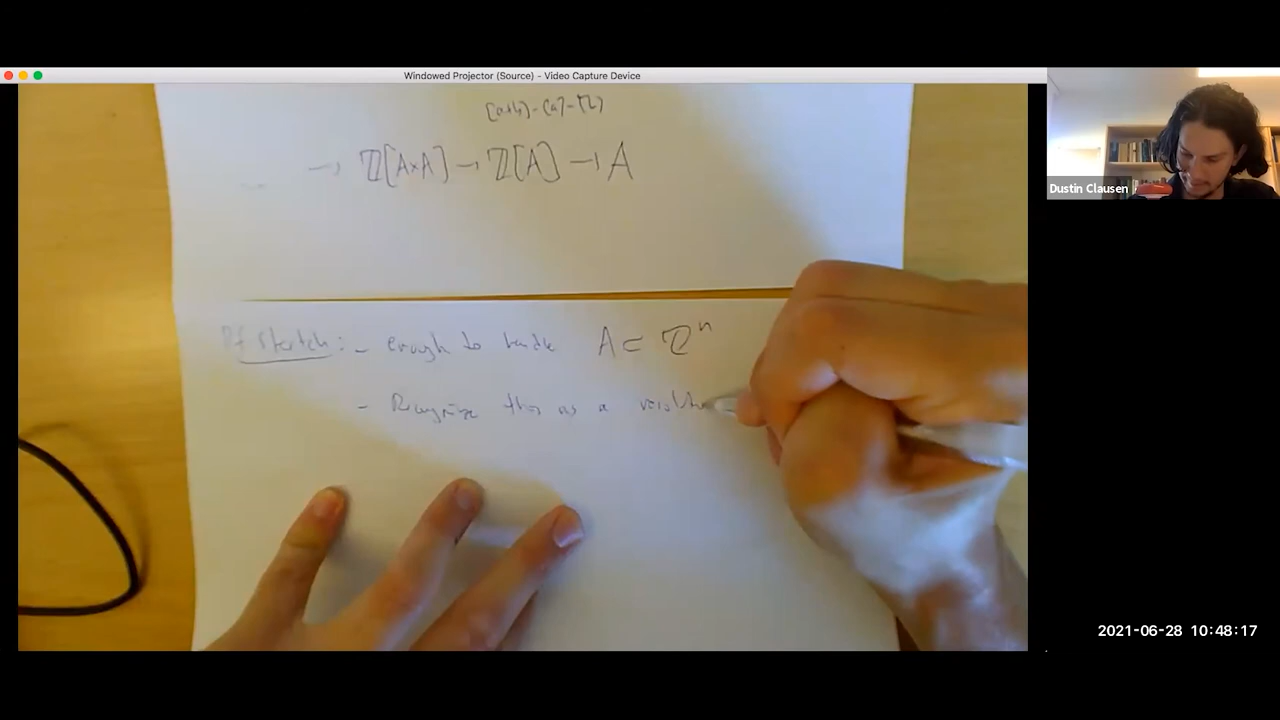 Windowed Projector (Source) - Video Capture Device
[a+b]-[a]-[b]
→ ℤ[A×A] → ℤ[A] → A
Dustin Clausen
Pf sketch: - enough to handle A = ℤⁿ
- Recognize this as a resolution
2021-06-28 10:48:17